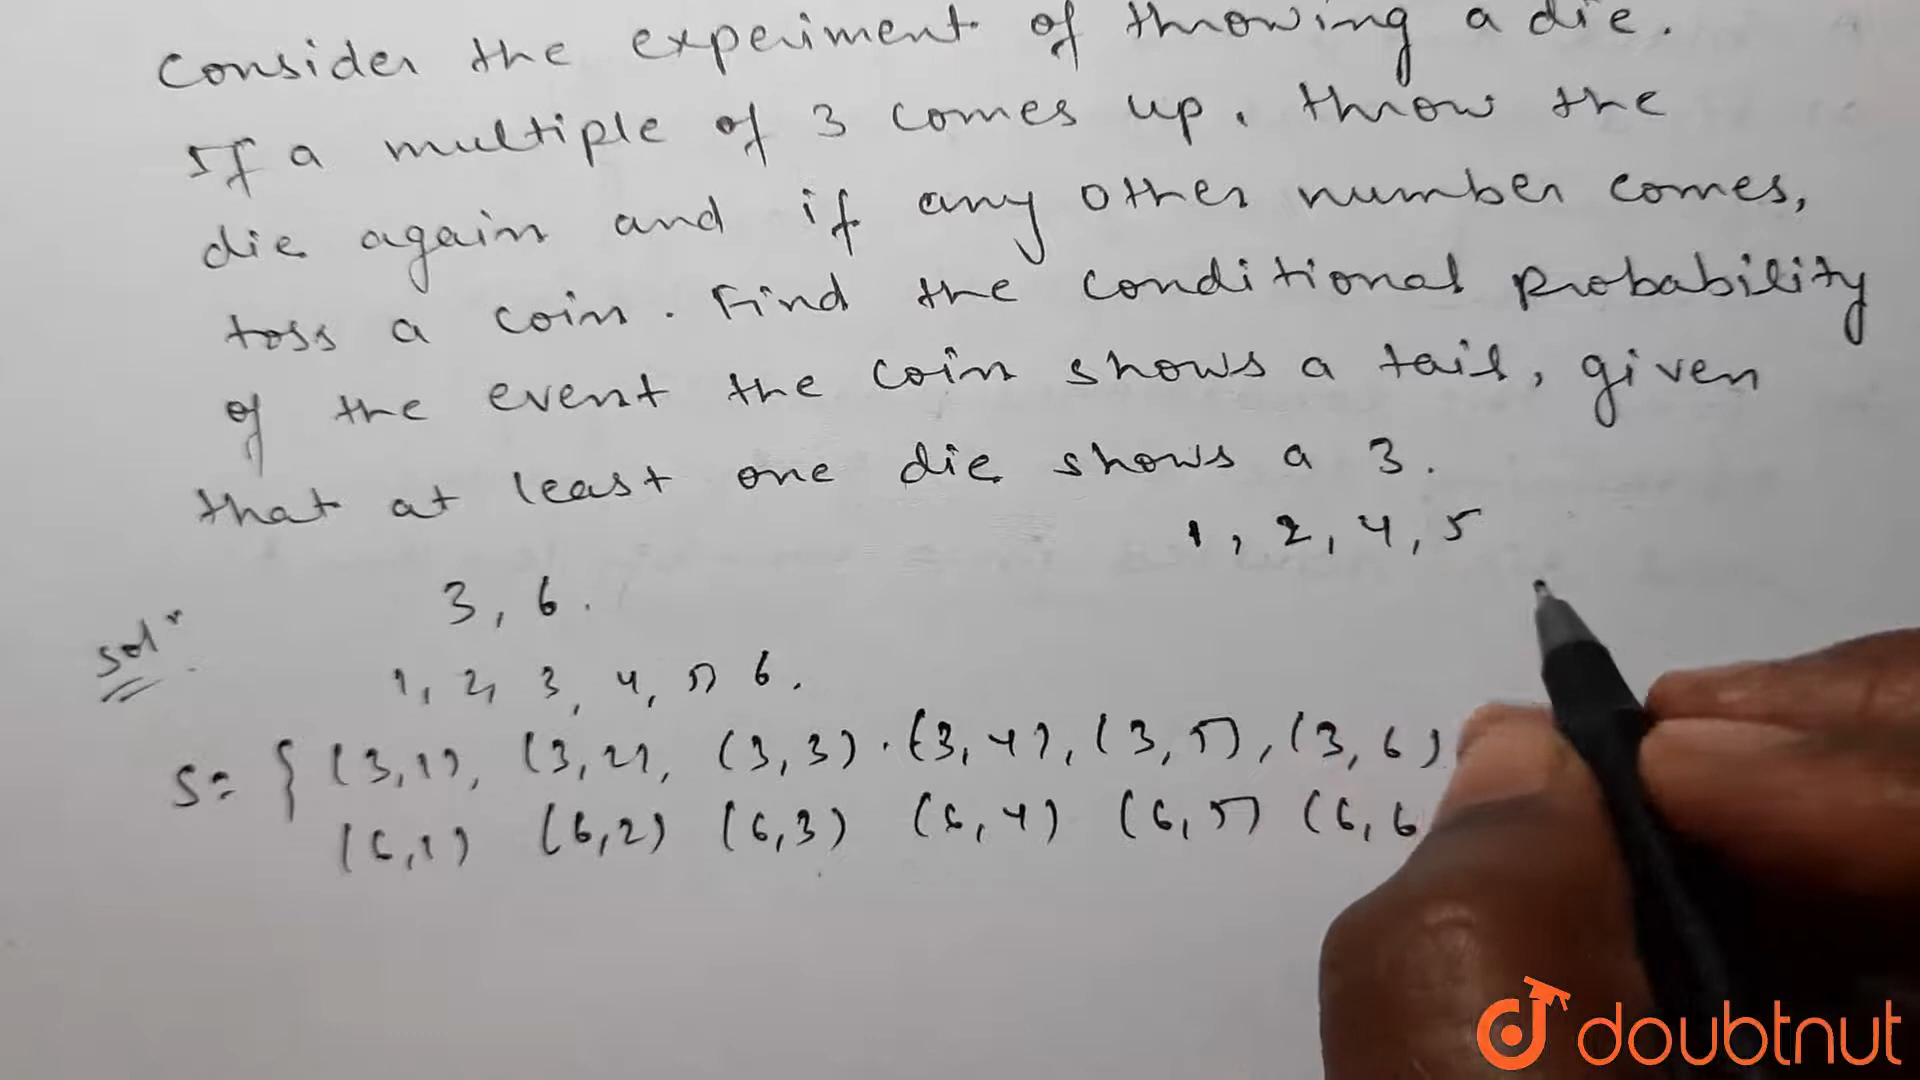 Consider the experiment of throwing a die.
If a multiple of 3 comes up, throw the
die again and if any other number comes,
toss a coin. Find the conditional probability
of the event the coin shows a tail, given
that at least one die shows a 3.
1, 2, 4, 5
3, 6.
Solⁿ
1, 2, 3, 4, 5, 6.
S = { (3,1), (3,2), (3,3), (3,4), (3,5), (3,6)
(6,1) (6,2) (6,3) (6,4) (6,5) (6,6
doubtnut